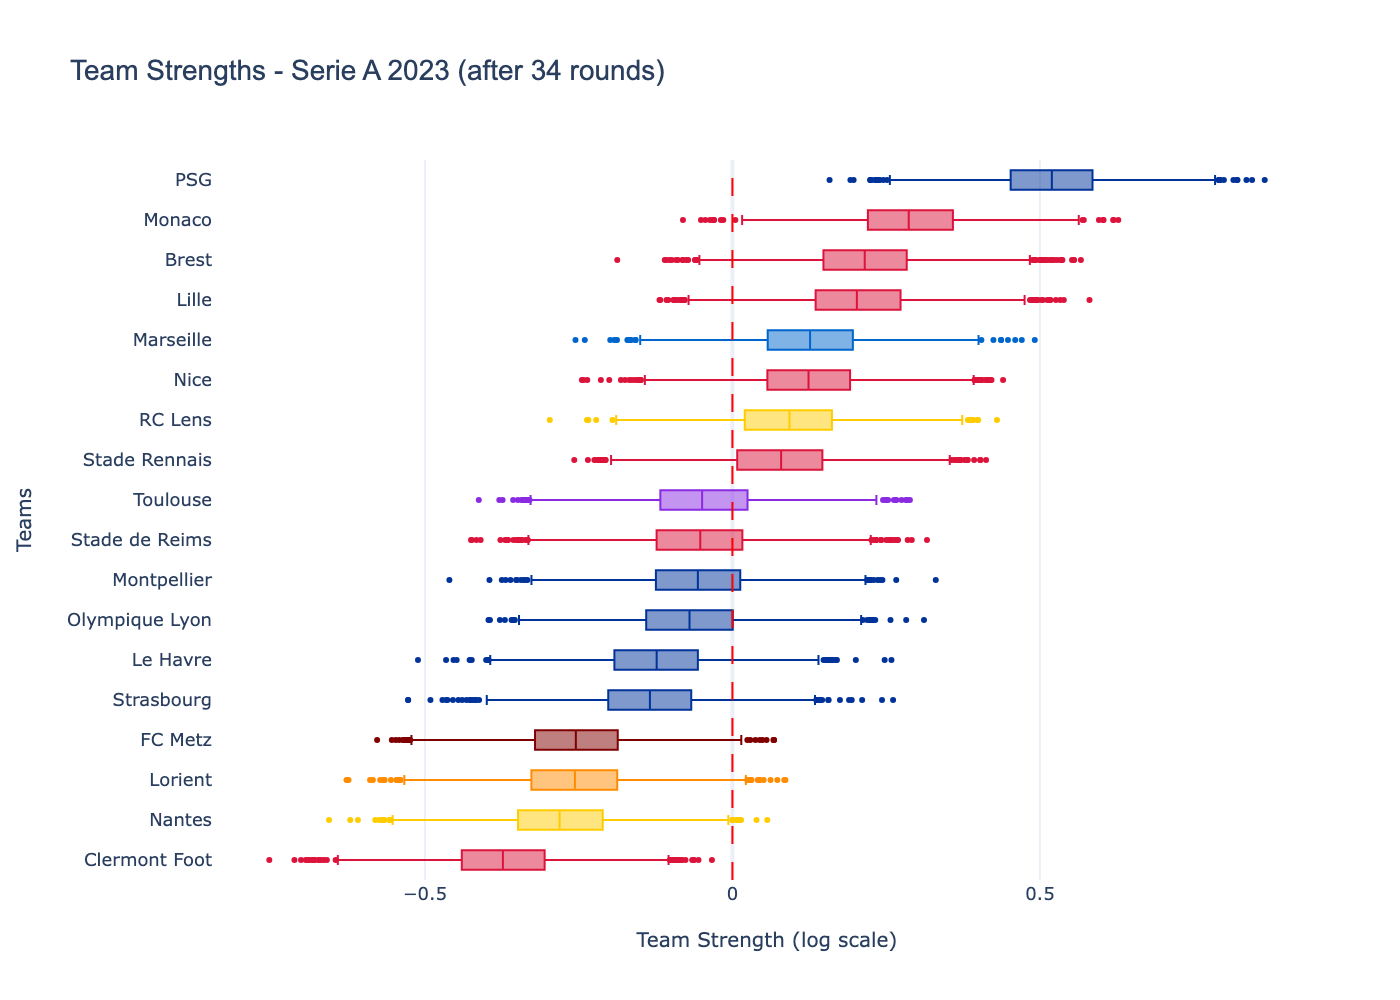 Team Strengths - Serie A 2023 (after 34 rounds)
PSG
Monaco
Brest
Lille
Marseille
Nice
RC Lens
Stade Rennais
Toulouse
Stade de Reims
Montpellier
Olympique Lyon
Le Havre
Strasbourg
FC Metz
Lorient
Nantes
Clermont Foot
Teams
−0.5 0 0.5
Team Strength (log scale)